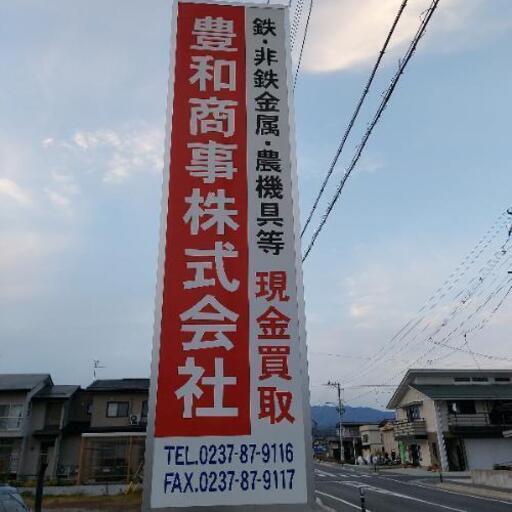 鉄・非鉄金属・農機具等 現金買取
豊和商事株式会社
TEL.0237-87-9116
FAX.0237-87-9117